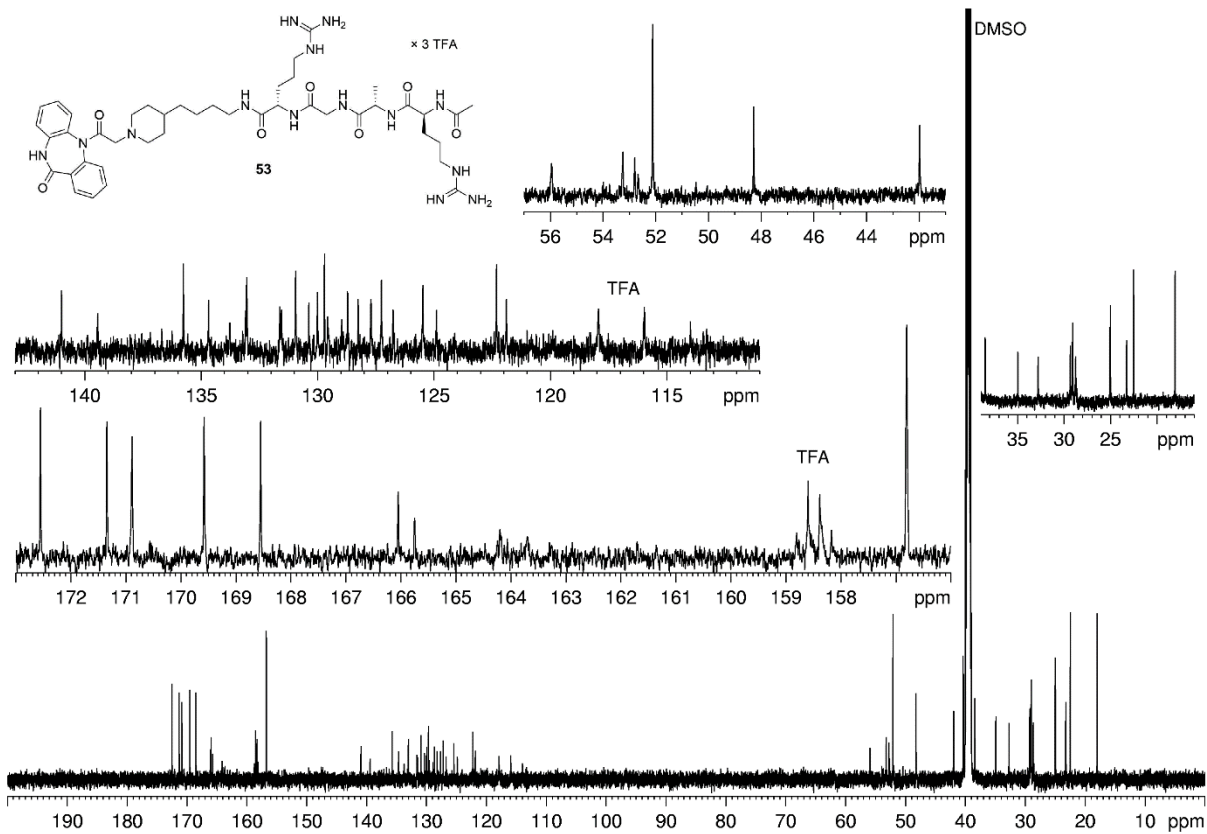 HN NH2
NH
× 3 TFA
O
H
N
O
N
H
O
H
N
O
N
H
O
H
N
O
O
N
N
HN
O
NH
HN NH2
53
DMSO
56 54 52 50 48 46 44 ppm
TFA
140 135 130 125 120 115 ppm
35 30 25 ppm
TFA
172 171 170 169 168 167 166 165 164 163 162 161 160 159 158 ppm
190 180 170 160 150 140 130 120 110 100 90 80 70 60 50 40 30 20 10 ppm